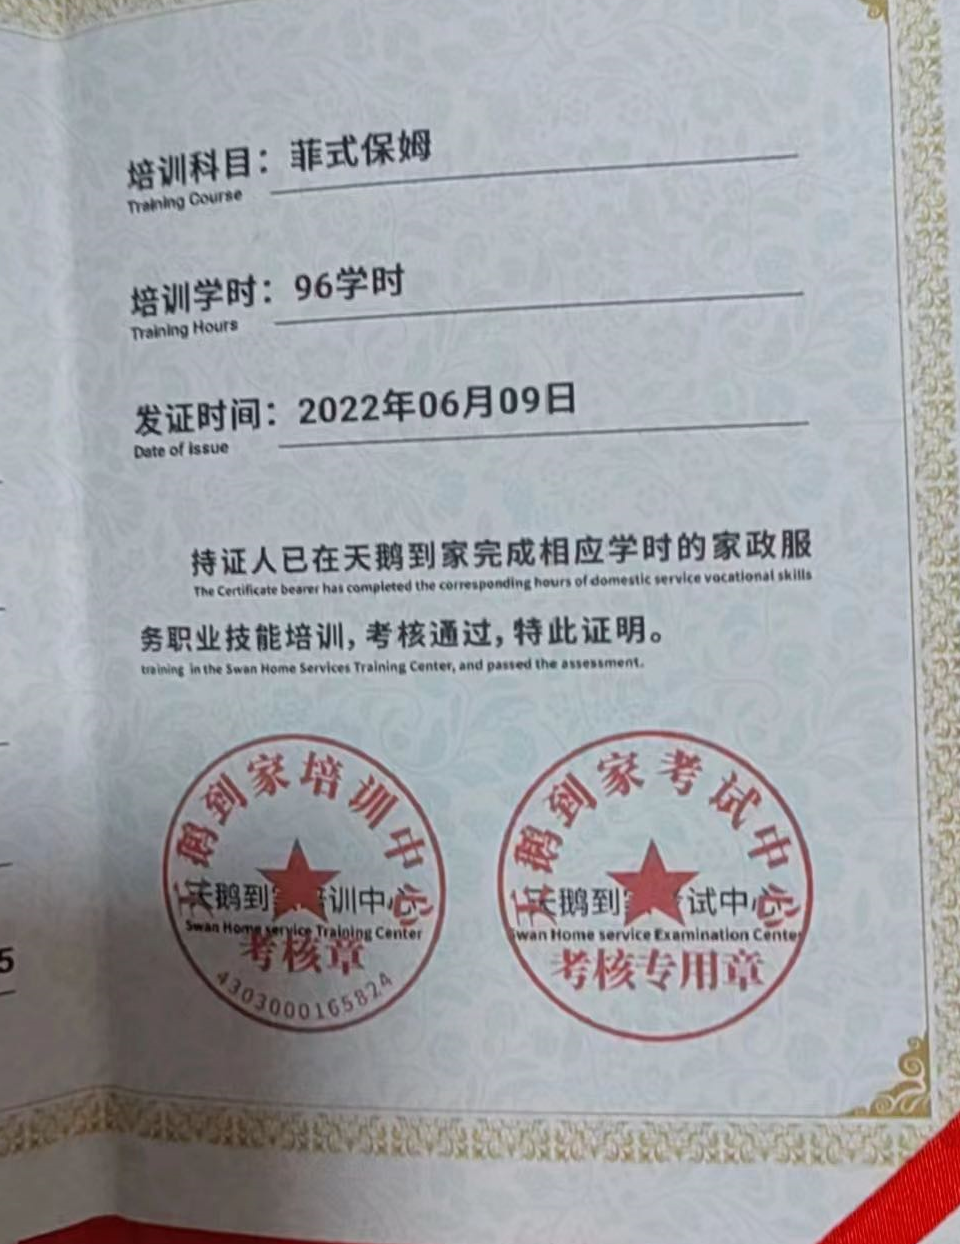 培训科目：菲式保姆
Training Course
培训学时：96学时
Training Hours
发证时间：2022年06月09日
Date of issue
持证人已在天鹅到家完成相应学时的家政服
The Certificate bearer has completed the corresponding hours of domestic service vocational skills
务职业技能培训，考核通过，特此证明。
training in the Swan Home Services Training Center, and passed the assessment.
天鹅到家培训中心
天鹅到 培训中心
Swan Home service Training Center
考核章
4303000165824
天鹅到家考试中心
天鹅到 试中心
Swan Home service Examination Center
考核专用章
5